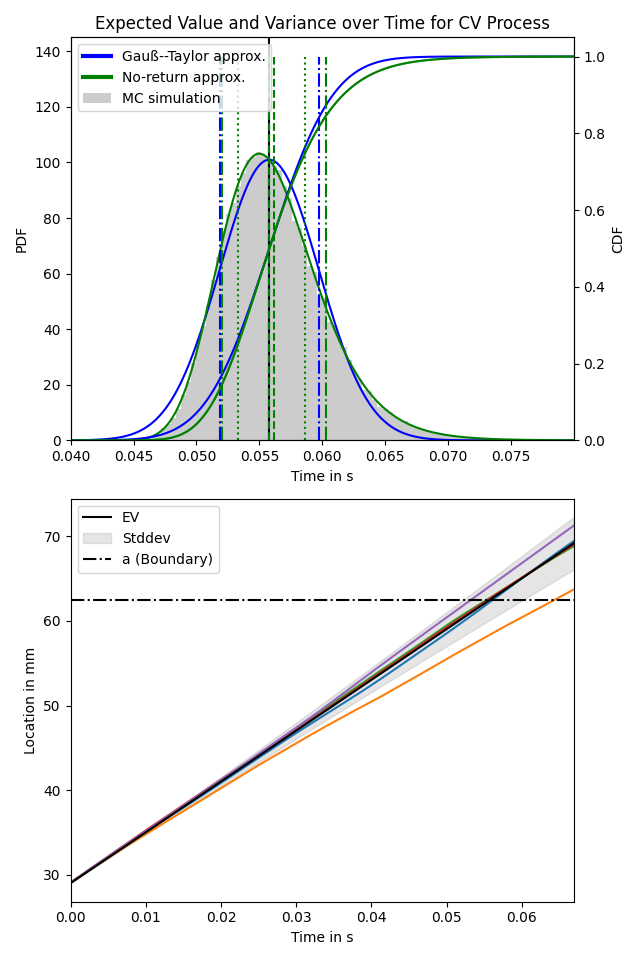 Expected Value and Variance over Time for CV Process
140
120
100
80
60
40
20
0
PDF
Gauß--Taylor approx.
No-return approx.
MC simulation
1.0
0.8
0.6
0.4
0.2
0.0
CDF
0.040 0.045 0.050 0.055 0.060 0.065 0.070 0.075
Time in s
70
60
50
40
30
Location in mm
EV
Stddev
a (Boundary)
0.00 0.01 0.02 0.03 0.04 0.05 0.06
Time in s